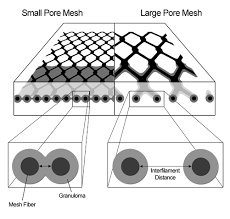 Small Pore Mesh
Large Pore Mesh
Interfilament
Distance
Granuloma
Mesh Fiber